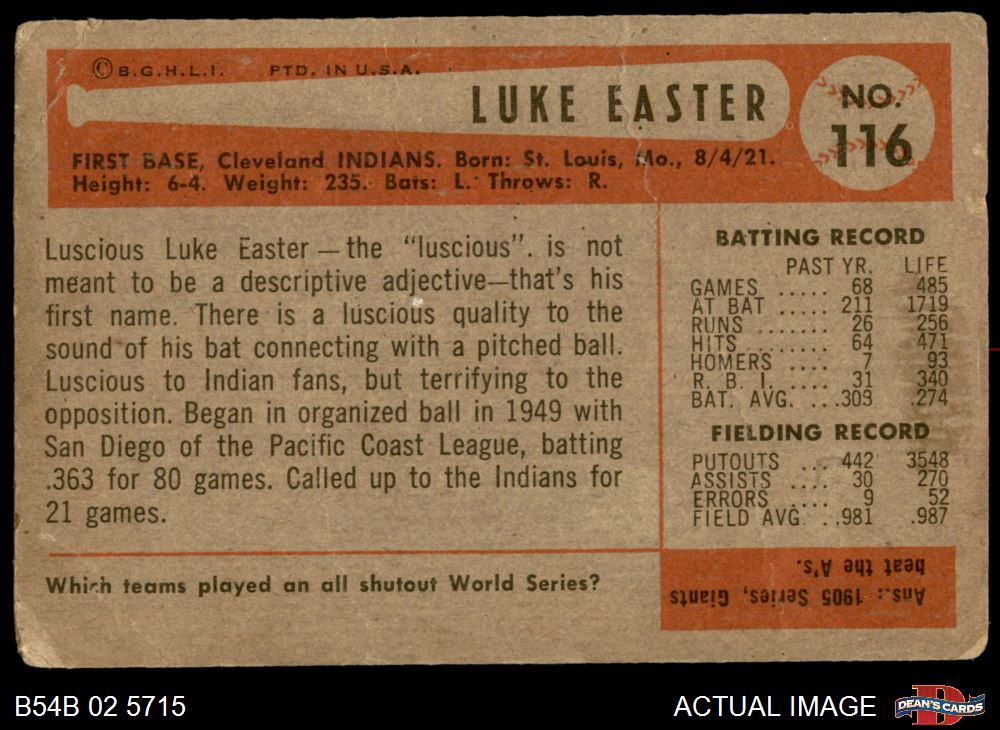 © B.G.H.L.I. PTD. IN U.S.A.
LUKE EASTER
NO.
116
FIRST BASE, Cleveland INDIANS. Born: St. Louis, Mo., 8/4/21.
Height: 6-4. Weight: 235. Bats: L. Throws: R.
Luscious Luke Easter — the "luscious". is not
meant to be a descriptive adjective—that's his
first name. There is a luscious quality to the
sound of his bat connecting with a pitched ball.
Luscious to Indian fans, but terrifying to the
opposition. Began in organized ball in 1949 with
San Diego of the Pacific Coast League, batting
.363 for 80 games. Called up to the Indians for
21 games.
Which teams played an all shutout World Series?
BATTING RECORD
PAST YR. LIFE
GAMES ..... 68 485
AT BAT ..... 211 1719
RUNS ....... 26 256
HITS ........ 64 471
HOMERS .... 7 93
R. B. I. .... 31 340
BAT. AVG. ...303 .274
FIELDING RECORD
PUTOUTS ... 442 3548
ASSISTS .... 30 270
ERRORS .... 9 52
FIELD AVG. ..981 .987
Ans.: 1905 Series, Giants
beat the A's.
B54B 02 5715
ACTUAL IMAGE
D
DEAN'S CARDS